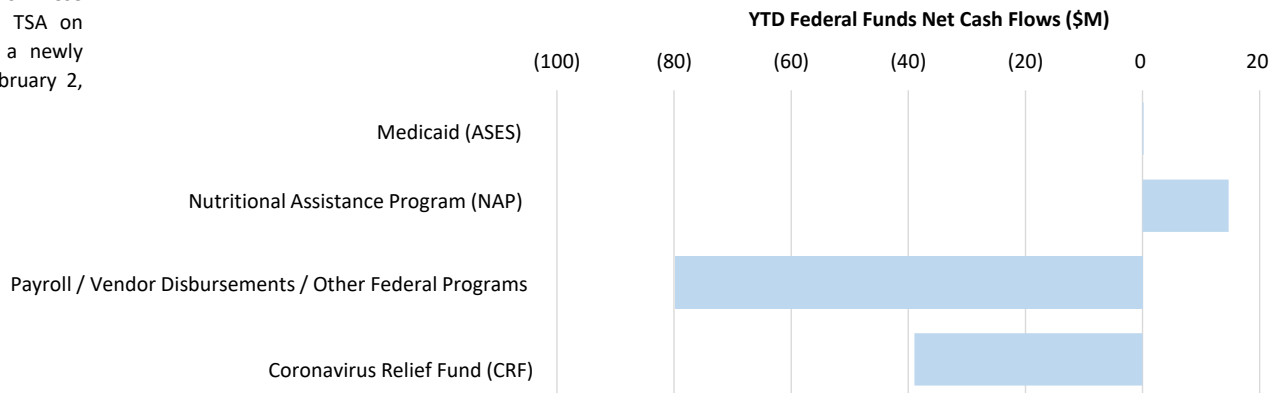 TSA on
a newly
bruary 2,
YTD Federal Funds Net Cash Flows ($M)
(100) (80) (60) (40) (20) 0 20
Medicaid (ASES)
Nutritional Assistance Program (NAP)
Payroll / Vendor Disbursements / Other Federal Programs
Coronavirus Relief Fund (CRF)